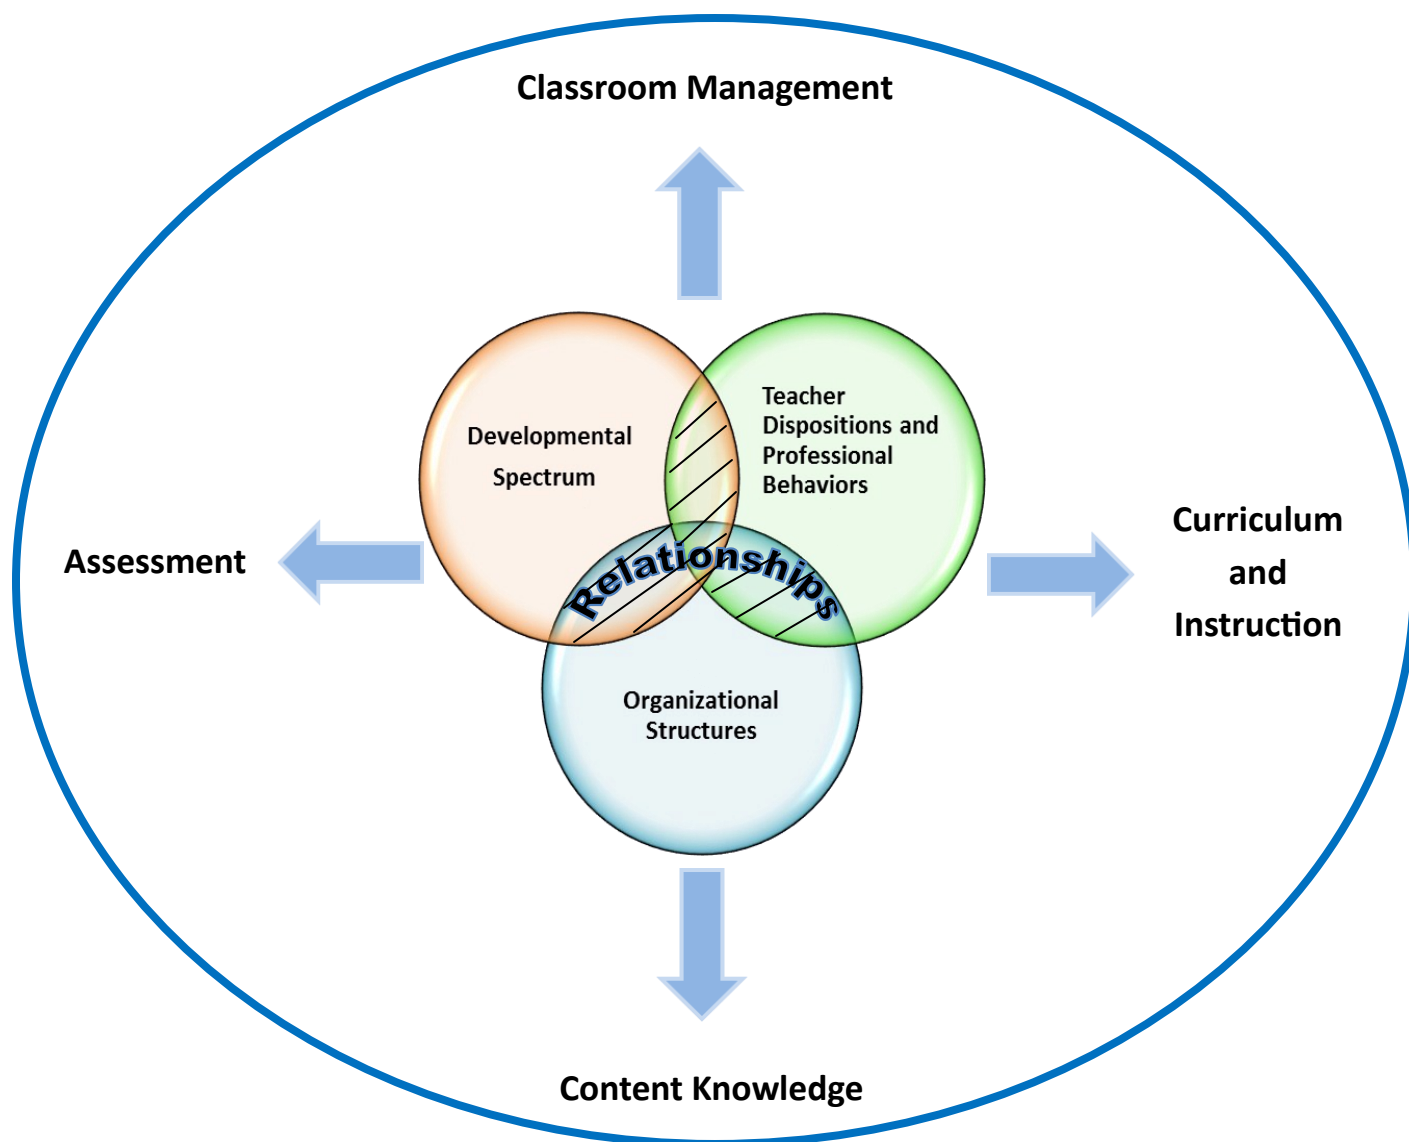 Classroom Management
Developmental
Spectrum
Teacher
Dispositions and
Professional
Behaviors
Assessment
Relationships
Curriculum
and
Instruction
Organizational
Structures
Content Knowledge